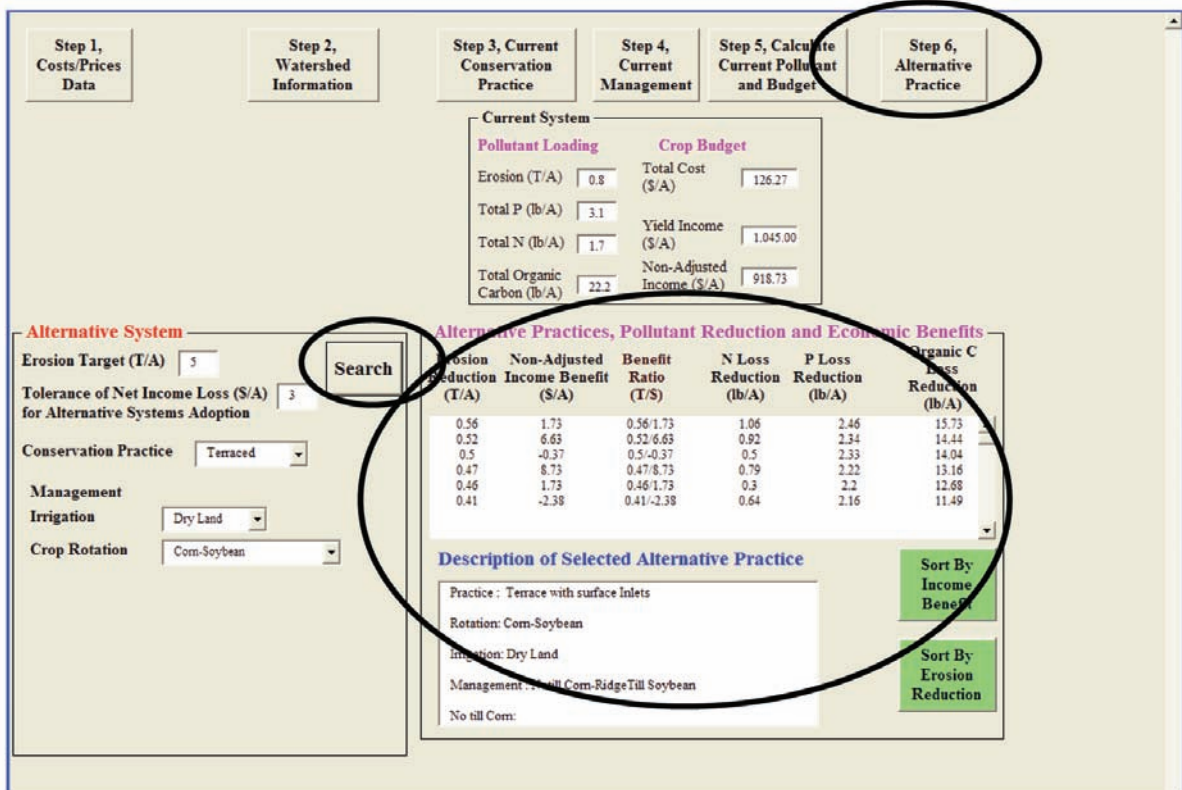 Step 1,
Costs/Prices
Data
Step 2,
Watershed
Information
Step 3, Current
Conservation
Practice
Step 4,
Current
Management
Step 5, Calculate
Current Pollutant
and Budget
Step 6,
Alternative
Practice
Current System
Pollutant Loading
Erosion (T/A) 0.8
Total P (lb/A) 3.1
Total N (lb/A) 1.7
Total Organic
Carbon (lb/A) 22.2
Crop Budget
Total Cost
($/A) 126.27
Yield Income
($/A) 1.045.00
Non-Adjusted
Income ($/A) 918.73
Alternative System
Erosion Target (T/A) 5
Search
Tolerance of Net Income Loss ($/A) 3
for Alternative Systems Adoption
Conservation Practice Terraced
Management
Irrigation Dry Land
Crop Rotation Corn-Soybean
Alternative Practices, Pollutant Reduction and Economic Benefits
Erosion
Reduction
(T/A)
Non-Adjusted
Income Benefit
($/A)
Benefit
Ratio
(T/$)
N Loss
Reduction
(lb/A)
P Loss
Reduction
(lb/A)
Organic C
Loss
Reduction
(lb/A)
0.56 1.73 0.56/1.73 1.06 2.46 15.73
0.52 6.63 0.52/6.63 0.92 2.34 14.44
0.5 -0.37 0.5/-0.37 0.5 2.33 14.04
0.47 8.73 0.47/8.73 0.79 2.22 13.16
0.46 1.73 0.46/1.73 0.3 2.2 12.68
0.41 -2.38 0.41/-2.38 0.64 2.16 11.49
Description of Selected Alternative Practice
Practice : Terrace with surface Inlets
Rotation: Corn-Soybean
Irrigation: Dry Land
Management : No till Corn-RidgeTill Soybean
No till Corn:
Sort By
Income
Benefit
Sort By
Erosion
Reduction